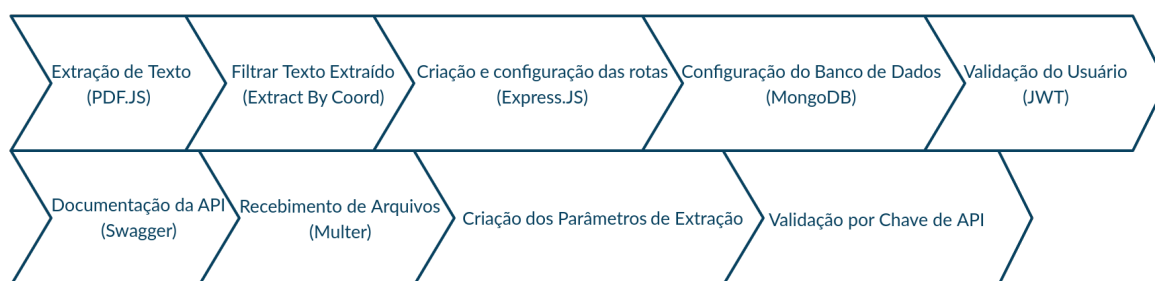 Extração de Texto
(PDF.JS)
Filtrar Texto Extraído
(Extract By Coord)
Criação e configuração das rotas
(Express.JS)
Configuração do Banco de Dados
(MongoDB)
Validação do Usuário
(JWT)
Documentação da API
(Swagger)
Recebimento de Arquivos
(Multer)
Criação dos Parâmetros de Extração
Validação por Chave de API